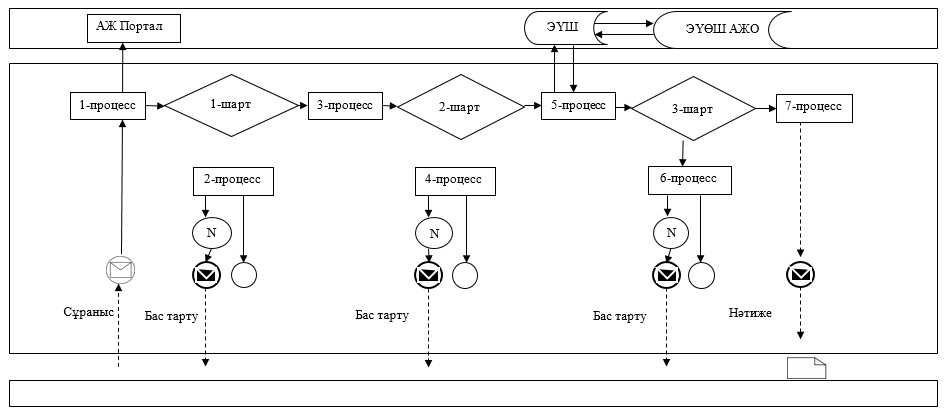 АЖ Портал
ЭҮШ
ЭҮӨШ АЖО
1-процесс
1-шарт
3-процесс
2-шарт
5-процесс
3-шарт
7-процесс
2-процесс
4-процесс
6-процесс
N
N
N
Сұраныс
Бас тарту
Бас тарту
Бас тарту
Нәтиже